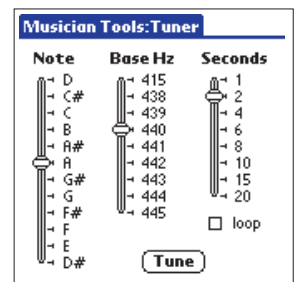 Musician Tools:Tuner
Note Base Hz Seconds
D 415 1
C# 438 2
C 439 4
B 440 6
A# 441 8
A 442 10
G# 443 15
G 444 20
F# 445
F
E
D#
loop
Tune